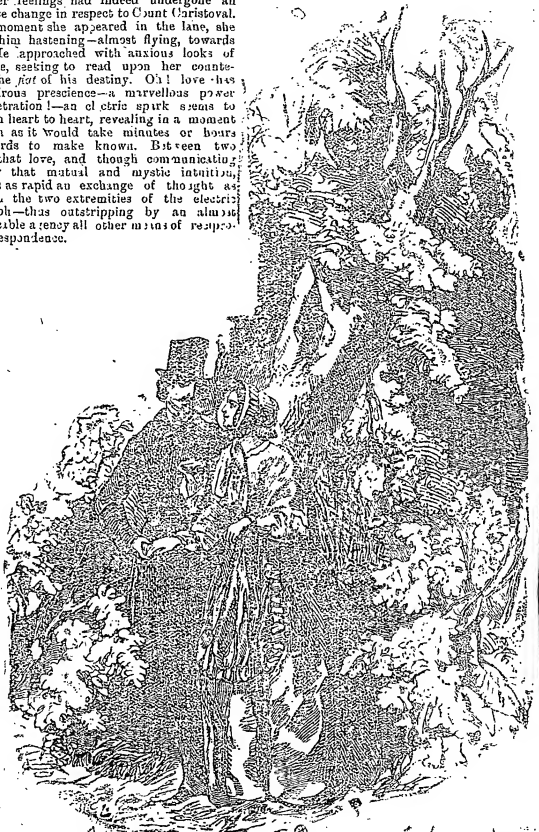 er feelings had indeed undergone an
e change in respect to Count Christoval.
moment she appeared in the lane, she
him hastening—almost flying, towards
He approached with anxious looks of
e, seeking to read upon her counte-
he fiat of his destiny. Oh! love has
rous prescience—a marvellous power
etration!—an electric spark seems to
n heart to heart, revealing in a moment
h as it would take minutes or hours
rds to make known. Between two
that love, and though communicating
y that mutual and mystic intuition,
s as rapid an exchange of thought as
n the two extremities of the electric
ph—thus outstripping by an almost
ible agency all other means of recipro-
espondence.